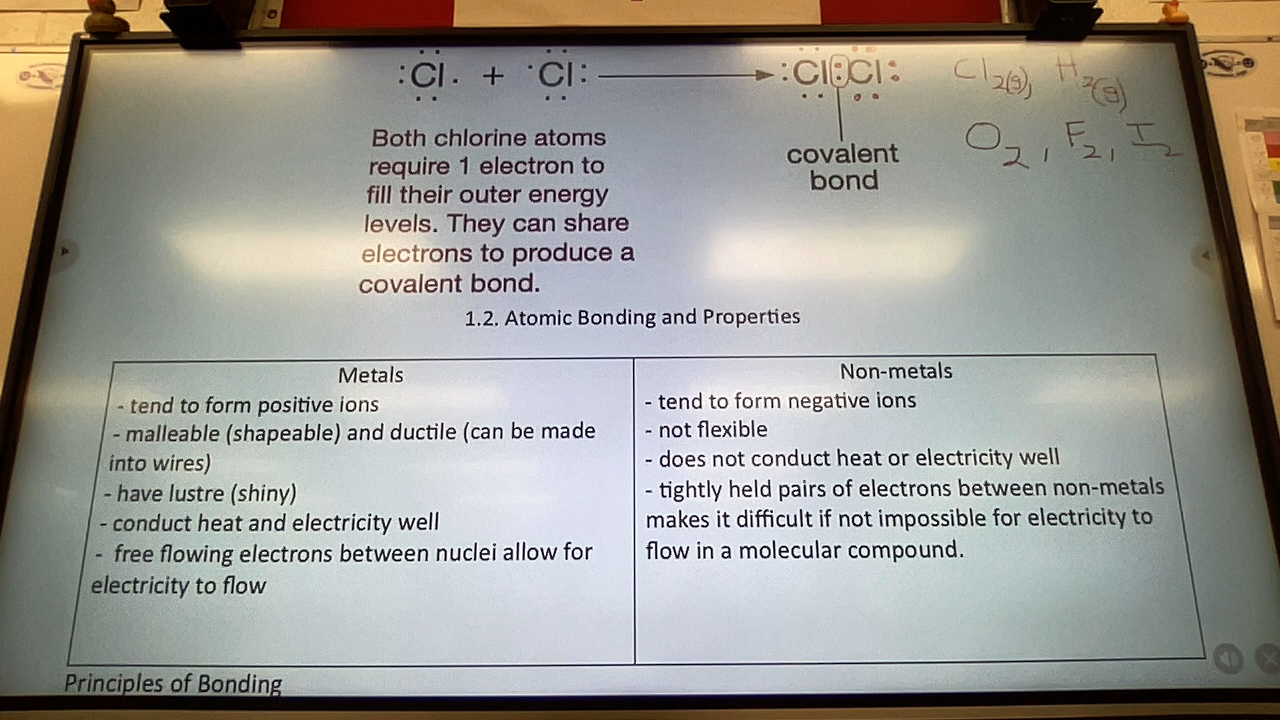 :Cl· + ·Cl: → :Cl:Cl:
Cl2(g), H2(g)
O2, F2, I2
Both chlorine atoms
require 1 electron to
fill their outer energy
levels. They can share
electrons to produce a
covalent bond.
covalent
bond
1.2. Atomic Bonding and Properties
Metals
- tend to form positive ions
- malleable (shapeable) and ductile (can be made
into wires)
- have lustre (shiny)
- conduct heat and electricity well
- free flowing electrons between nuclei allow for
electricity to flow
Non-metals
- tend to form negative ions
- not flexible
- does not conduct heat or electricity well
- tightly held pairs of electrons between non-metals
makes it difficult if not impossible for electricity to
flow in a molecular compound.
Principles of Bonding